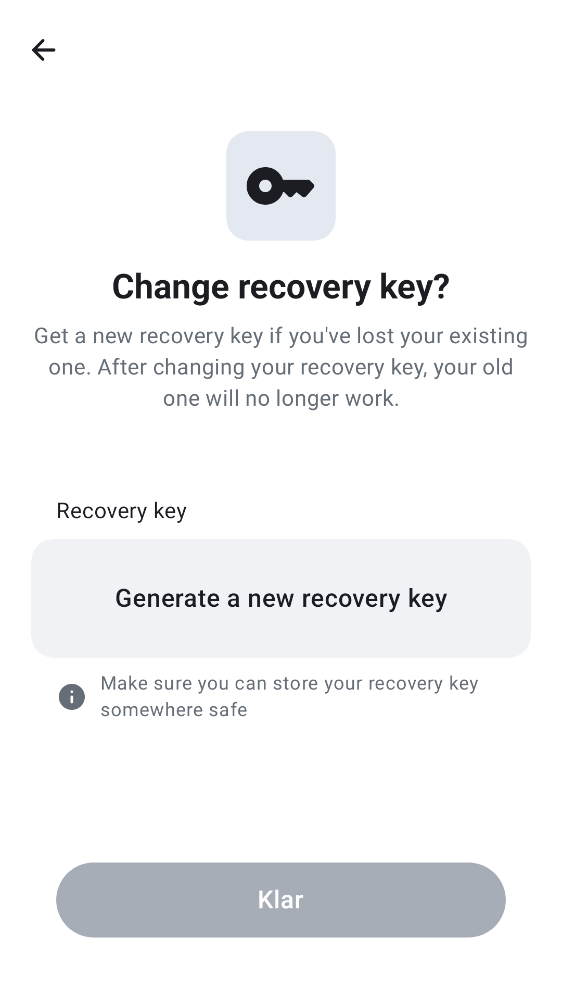 Change recovery key?
Get a new recovery key if you've lost your existing
one. After changing your recovery key, your old
one will no longer work.
Recovery key
Generate a new recovery key
Make sure you can store your recovery key
somewhere safe
Klar